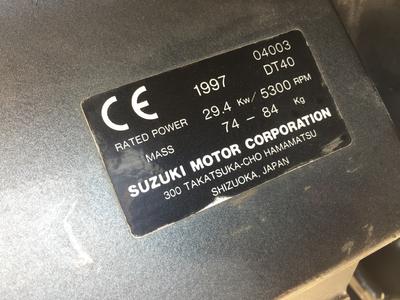 CE 1997 04003
DT40
RATED POWER 29.4 Kw/5300 RPM
MASS 74 - 84 Kg
SUZUKI MOTOR CORPORATION
300 TAKATSUKA-CHO HAMAMATSU
SHIZUOKA, JAPAN